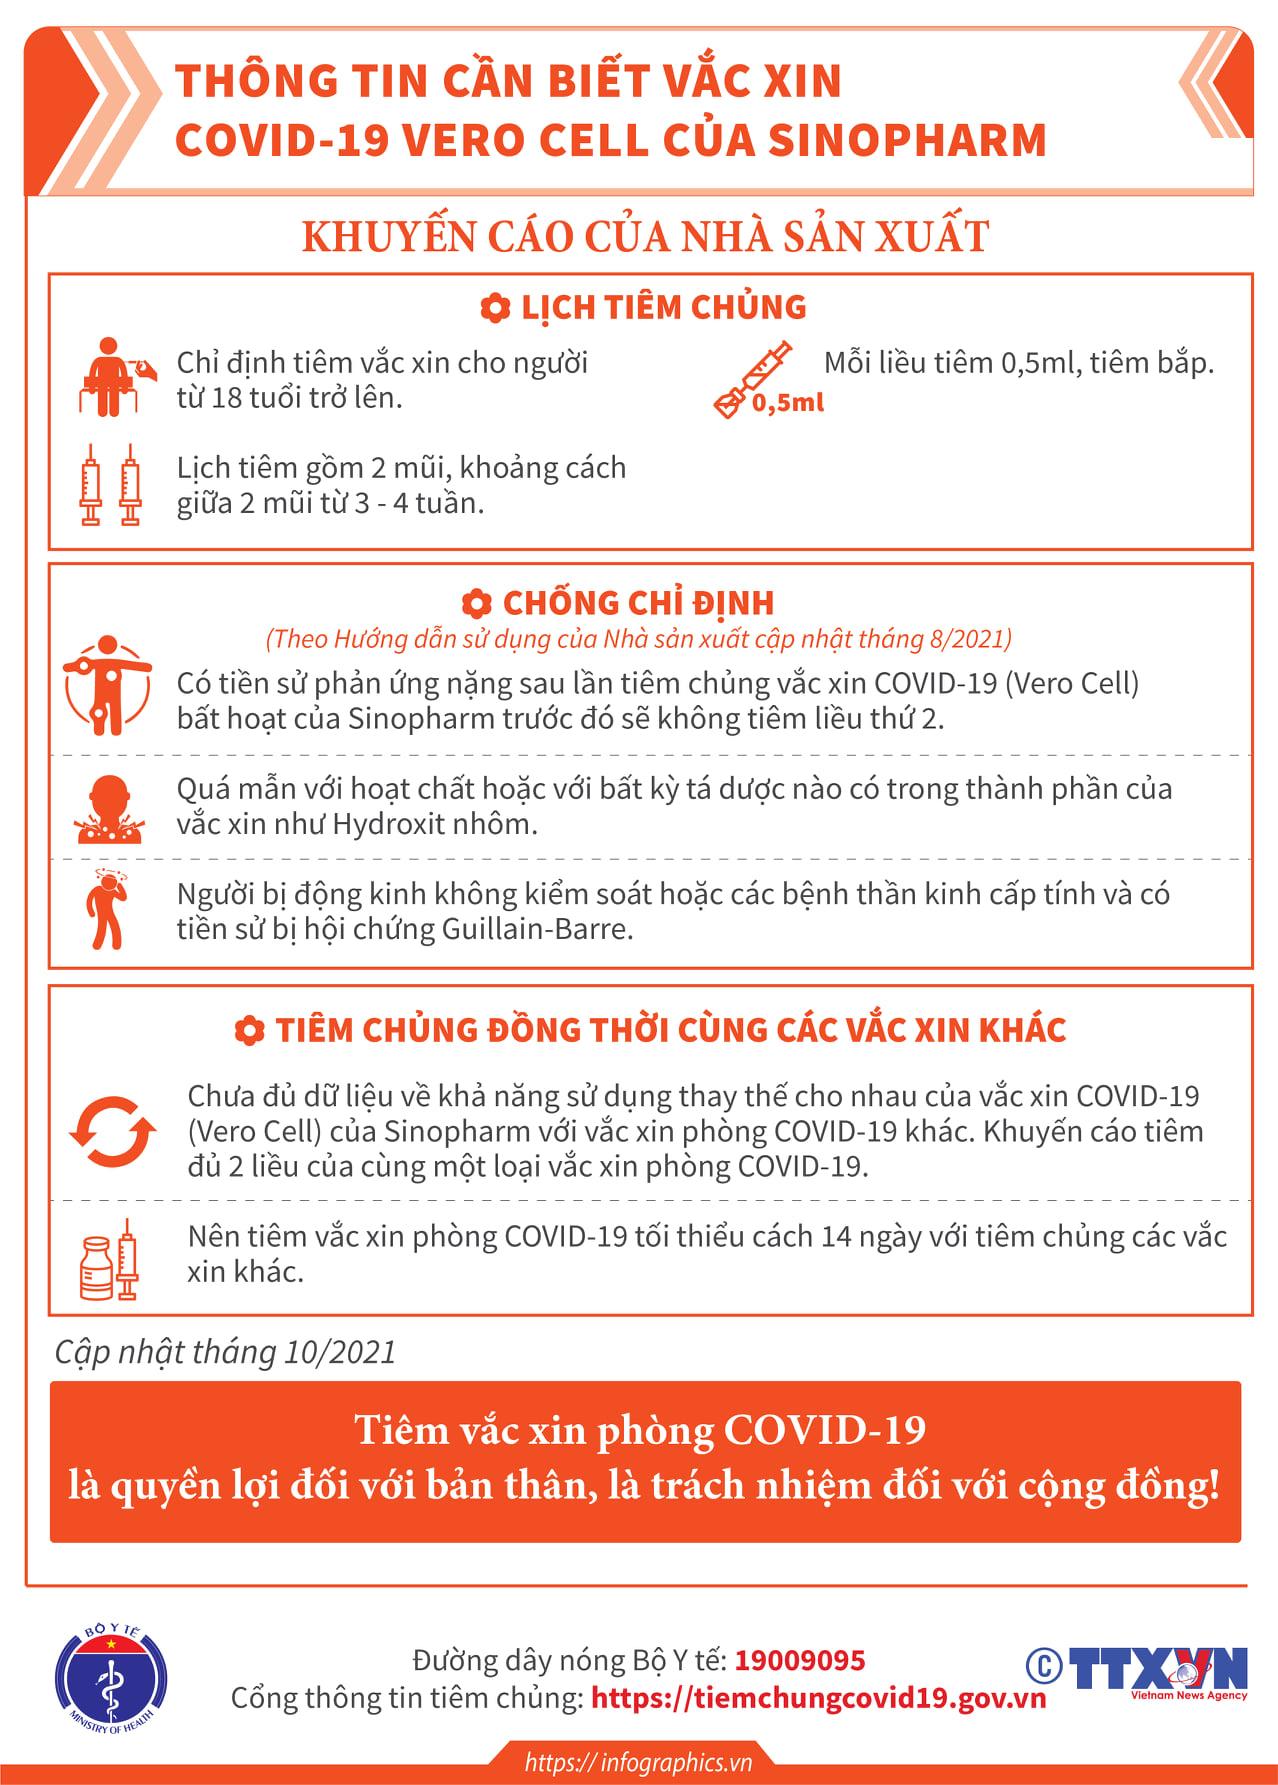 THÔNG TIN CẦN BIẾT VẮC XIN
COVID-19 VERO CELL CỦA SINOPHARM
KHUYẾN CÁO CỦA NHÀ SẢN XUẤT
LỊCH TIÊM CHỦNG
Chỉ định tiêm vắc xin cho người
từ 18 tuổi trở lên.
Mỗi liều tiêm 0,5ml, tiêm bắp.
0,5ml
Lịch tiêm gồm 2 mũi, khoảng cách
giữa 2 mũi từ 3 - 4 tuần.
CHỐNG CHỈ ĐỊNH
(Theo Hướng dẫn sử dụng của Nhà sản xuất cập nhật tháng 8/2021)
Có tiền sử phản ứng nặng sau lần tiêm chủng vắc xin COVID-19 (Vero Cell)
bất hoạt của Sinopharm trước đó sẽ không tiêm liều thứ 2.
Quá mẫn với hoạt chất hoặc với bất kỳ tá dược nào có trong thành phần của
vắc xin như Hydroxit nhôm.
Người bị động kinh không kiểm soát hoặc các bệnh thần kinh cấp tính và có
tiền sử bị hội chứng Guillain-Barre.
TIÊM CHỦNG ĐỒNG THỜI CÙNG CÁC VẮC XIN KHÁC
Chưa đủ dữ liệu về khả năng sử dụng thay thế cho nhau của vắc xin COVID-19
(Vero Cell) của Sinopharm với vắc xin phòng COVID-19 khác. Khuyến cáo tiêm
đủ 2 liều của cùng một loại vắc xin phòng COVID-19.
Nên tiêm vắc xin phòng COVID-19 tối thiểu cách 14 ngày với tiêm chủng các vắc
xin khác.
Cập nhật tháng 10/2021
Tiêm vắc xin phòng COVID-19
là quyền lợi đối với bản thân, là trách nhiệm đối với cộng đồng!
BỘ Y TẾ
MINISTRY OF HEALTH
Đường dây nóng Bộ Y tế: 19009095
Cổng thông tin tiêm chủng: https://tiemchungcovid19.gov.vn
© TTXVN
Vietnam News Agency
https:// infographics.vn